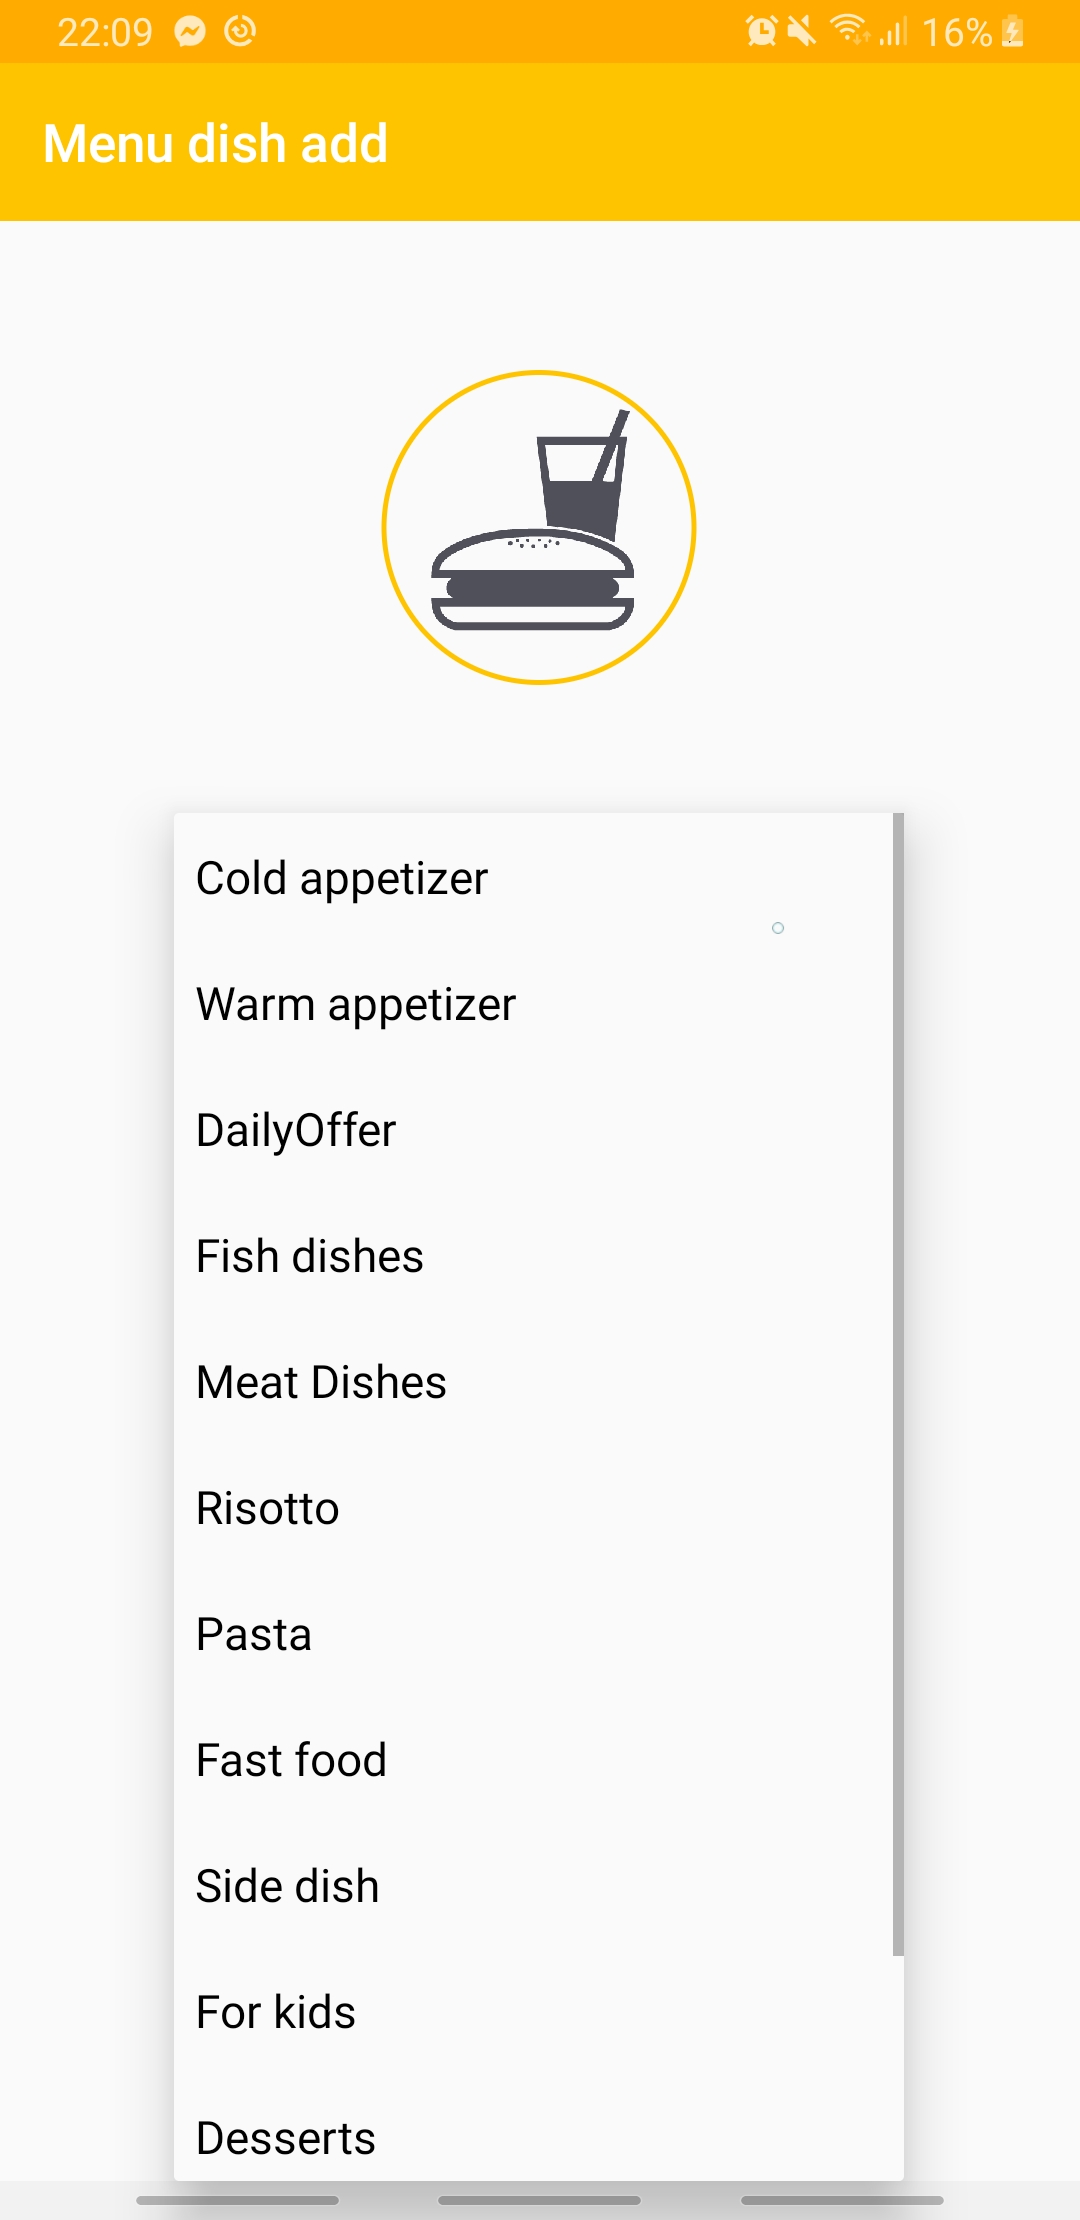 22:09 16%
Menu dish add
Cold appetizer
Warm appetizer
DailyOffer
Fish dishes
Meat Dishes
Risotto
Pasta
Fast food
Side dish
For kids
Desserts